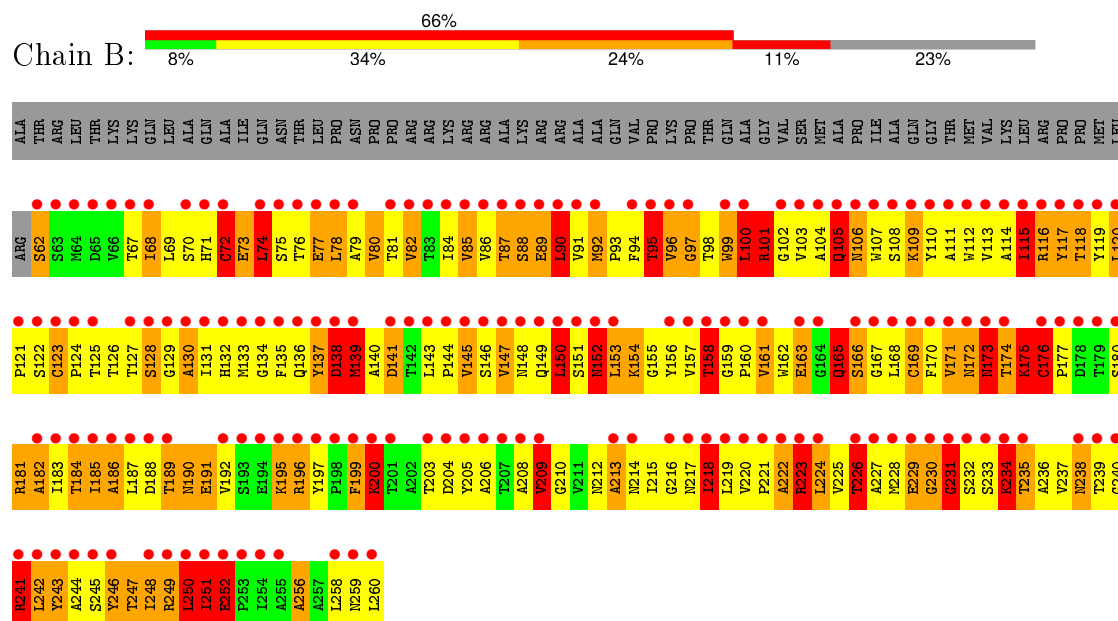 66%
Chain B:
8% 34% 24% 11% 23%
ALA THR ARG LEU THR LYS LYS GLN LEU ALA GLN ALA ILE GLN ASN THR LEU PRO ASN PRO PRO ARG ARG LYS ARG ARG ALA LYS ARG ARG ALA ALA GLN VAL PRO LYS PRO THR GLN ALA GLY VAL SER MET ALA PRO ILE ALA GLN GLY THR MET VAL LYS LEU ARG PRO PRO MET LEU
ARG S62 S63 M64 D65 V66 T67 I68 L69 S70 H71 C72 E73 L74 S75 T76 E77 L78 A79 V80 T81 V82 T83 I84 V85 V86 T87 S88 E89 L90 V91 M92 P93 F94 T95 V96 G97 T98 W99 L100 R101 G102 V103 A104 Q105 N106 W107 S108 K109 Y110 A111 W112 V113 A114 I115 R116 Y117 T118 Y119 L120
P121 S122 C123 P124 T125 T126 T127 S128 G129 A130 I131 H132 M133 G134 F135 Q136 Y137 D138 M139 A140 D141 T142 L143 P144 V145 S146 V147 N148 Q149 L150 S151 N152 L153 K154 G155 Y156 V157 T158 G159 P160 V161 W162 E163 G164 Q165 S166 G167 L168 C169 F170 V171 N172 N173 T174 K175 C176 P177 D178 T179 S180
R181 A182 I183 T184 I185 A186 L187 D188 T189 N190 E191 V192 S193 E194 K195 R196 Y197 P198 F199 K200 T201 A202 T203 D204 Y205 A206 T207 A208 V209 G210 V211 N212 A213 N214 I215 G216 N217 I218 L219 V220 P221 A222 R223 L224 V225 T226 A227 M228 E229 G230 G231 S232 S233 K234 T235 A236 V237 N238 T239
R241 L242 Y243 A244 S245 Y246 T247 I248 R249 L250 I251 E252 P253 I254 A255 A256 A257 L258 N259 L260